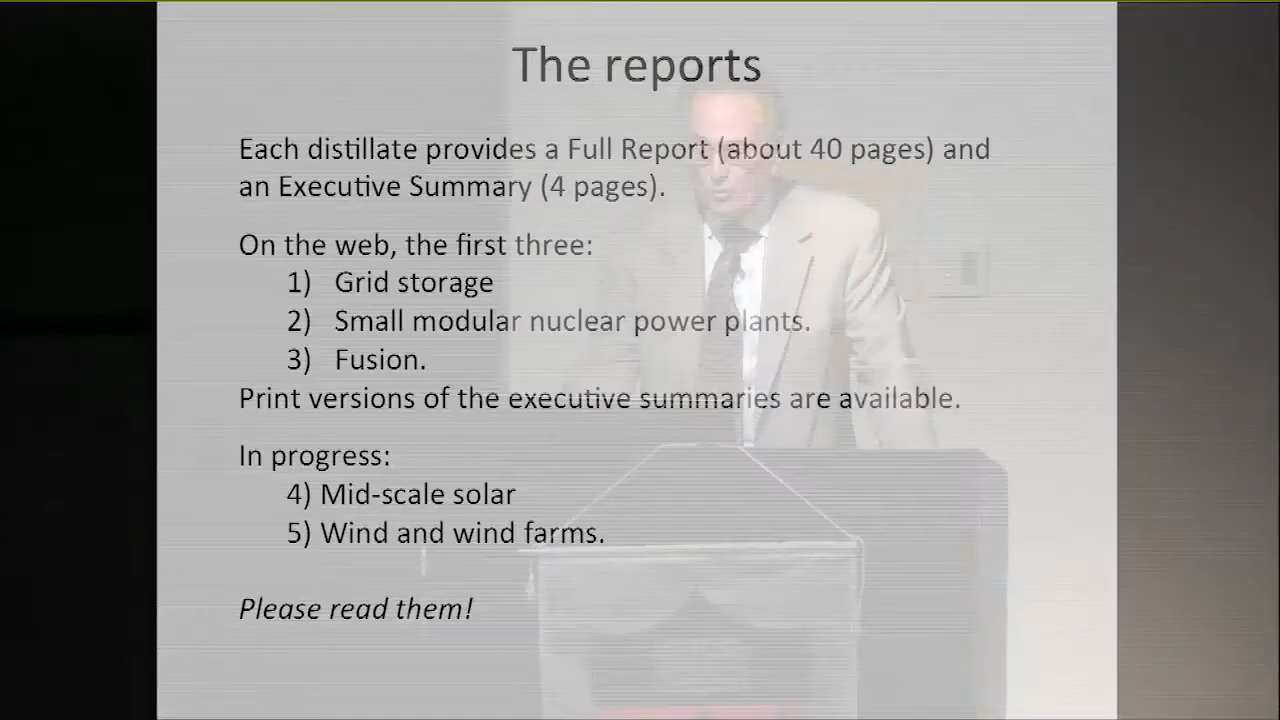 The reports
Each distillate provides a Full Report (about 40 pages) and
an Executive Summary (4 pages).
On the web, the first three:
1) Grid storage
2) Small modular nuclear power plants.
3) Fusion.
Print versions of the executive summaries are available.
In progress:
4) Mid-scale solar
5) Wind and wind farms.
Please read them!